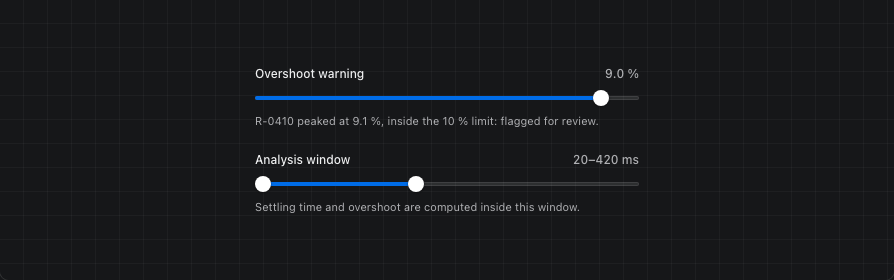 Overshoot warning 9.0 %
R-0410 peaked at 9.1 %, inside the 10 % limit: flagged for review.
Analysis window 20–420 ms
Settling time and overshoot are computed inside this window.